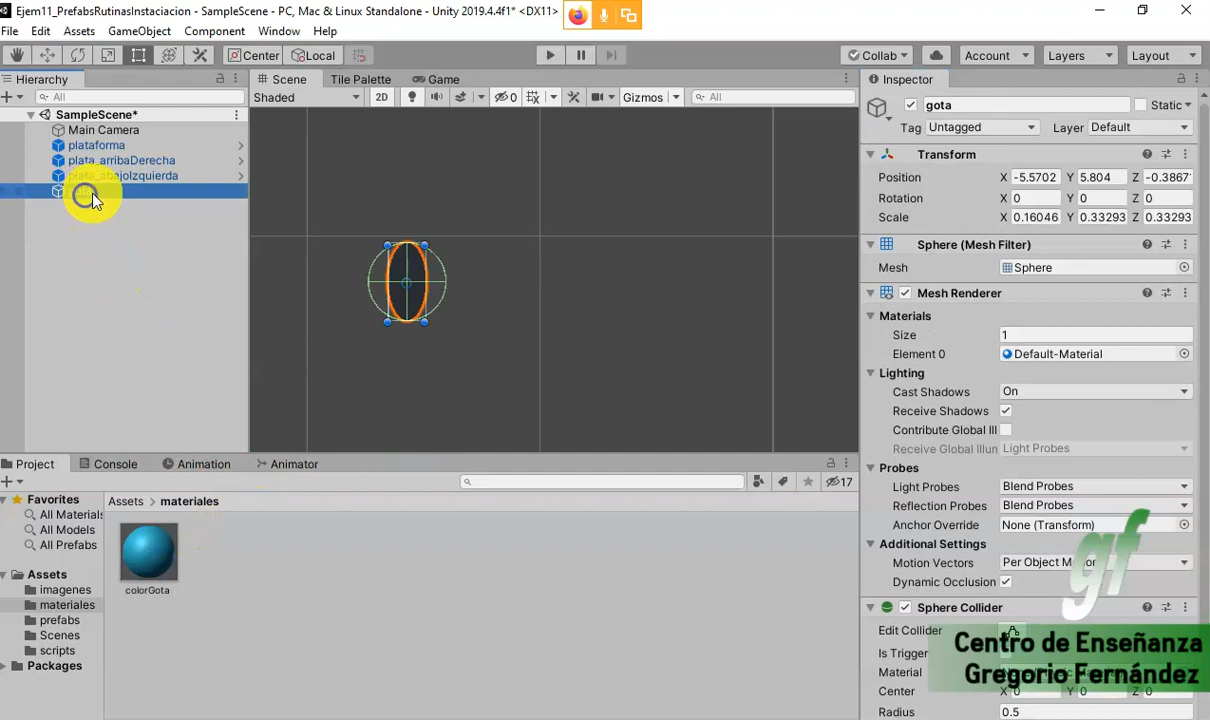 Ejem11_PrefabsRutinasInstaciacion - SampleScene - PC, Mac & Linux Standalone - Unity 2019.4.4f1* <DX11>
File Edit Assets GameObject Component Window Help
Center Local Collab Account Layers Layout
Hierarchy
All
SampleScene*
Main Camera
plataforma
plata_arribaDerecha
plata_abajoIzquierda
Scene Tile Palette Game
Shaded 2D 0 Gizmos All
Inspector
gota Static
Tag Untagged Layer Default
Transform
Position X -5.5702 Y 5.804 Z -0.3867
Rotation X 0 Y 0 Z 0
Scale X 0.16046 Y 0.33293 Z 0.33293
Sphere (Mesh Filter)
Mesh Sphere
Mesh Renderer
Materials
Size 1
Element 0 Default-Material
Lighting
Cast Shadows On
Receive Shadows
Contribute Global Ill
Receive Global Illun Light Probes
Probes
Light Probes Blend Probes
Reflection Probes Blend Probes
Anchor Override None (Transform)
Additional Settings
Motion Vectors Per Object Mo
Dynamic Occlusion
Sphere Collider
Edit Collider
Is Trigger
Material
Center X 0 Y 0 Z 0
Radius 0.5
Project Console Animation Animator
17
Favorites
All Materials
All Models
All Prefabs
Assets
imagenes
materiales
prefabs
Scenes
scripts
Packages
Assets > materiales
colorGota
gf
Centro de Enseñanza
Gregorio Fernández